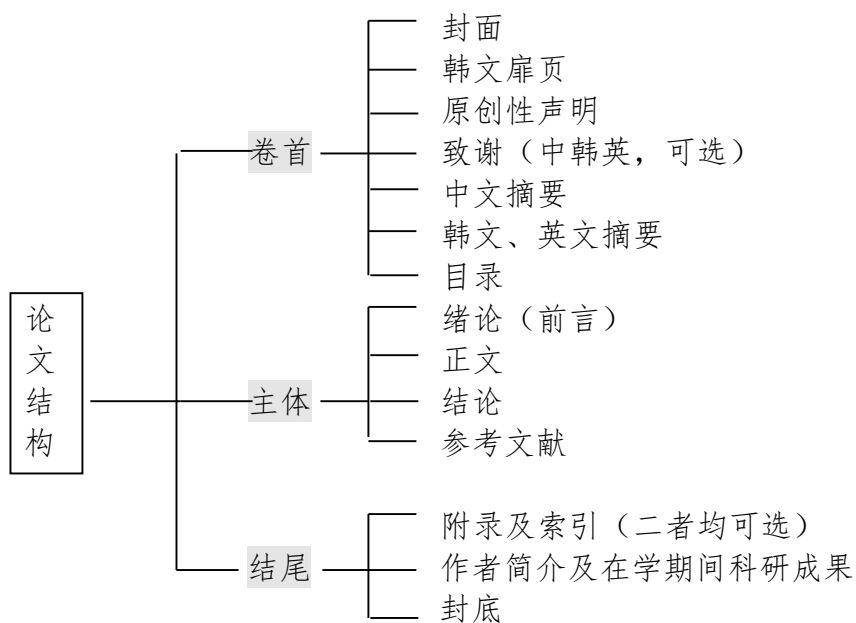 论文结构
卷首
封面
韩文扉页
原创性声明
致谢（中韩英，可选）
中文摘要
韩文、英文摘要
目录
主体
绪论（前言）
正文
结论
参考文献
结尾
附录及索引（二者均可选）
作者简介及在学期间科研成果
封底